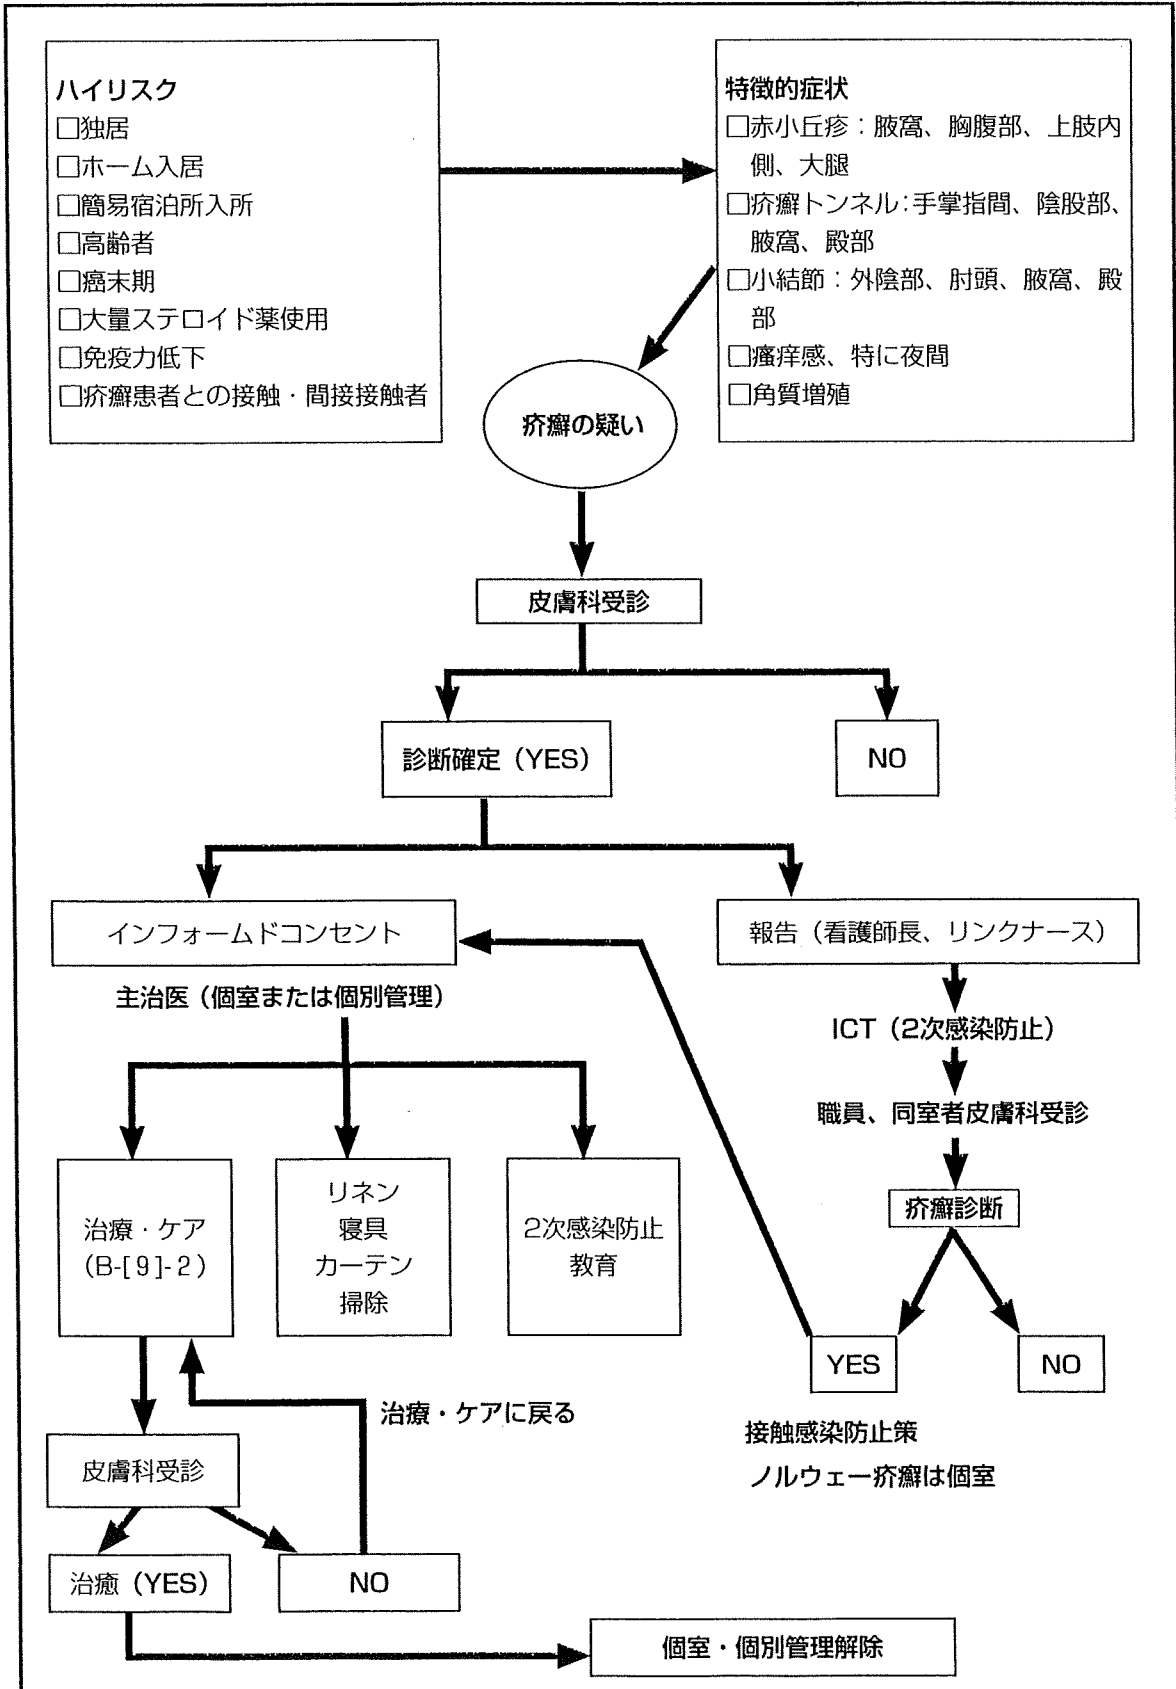 ハイリスク
□独居
□ホーム入居
□簡易宿泊所入所
□高齢者
□癌末期
□大量ステロイド薬使用
□免疫力低下
□疥癬患者との接触・間接接触者
特徴的症状
□赤小丘疹：腋窩、胸腹部、上肢内
側、大腿
□疥癬トンネル：手掌指間、陰股部、
腋窩、殿部
□小結節：外陰部、肘頭、腋窩、殿
部
□瘙痒感、特に夜間
□角質増殖
疥癬の疑い
皮膚科受診
診断確定（YES）
NO
インフォームドコンセント
主治医（個室または個別管理）
報告（看護師長、リンクナース）
ICT（2次感染防止）
職員、同室者皮膚科受診
疥癬診断
YES
NO
接触感染防止策
ノルウェー疥癬は個室
治療・ケア
（B-[9]-2）
リネン
寝具
カーテン
掃除
2次感染防止
教育
治療・ケアに戻る
皮膚科受診
治癒（YES）
NO
個室・個別管理解除